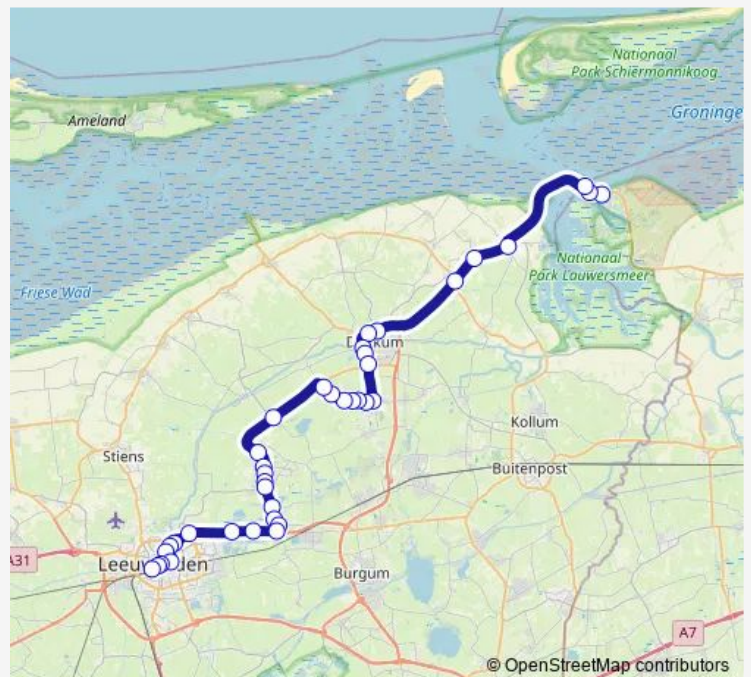 Nationaal
Park Schiermonnikoog
Ameland
Groninge
Nationaal
Park Lauwersmeer
Friese Wad
Kollum
Stiens
Buitenpost
A31
Burgum
A7
© OpenStreetMap contributors